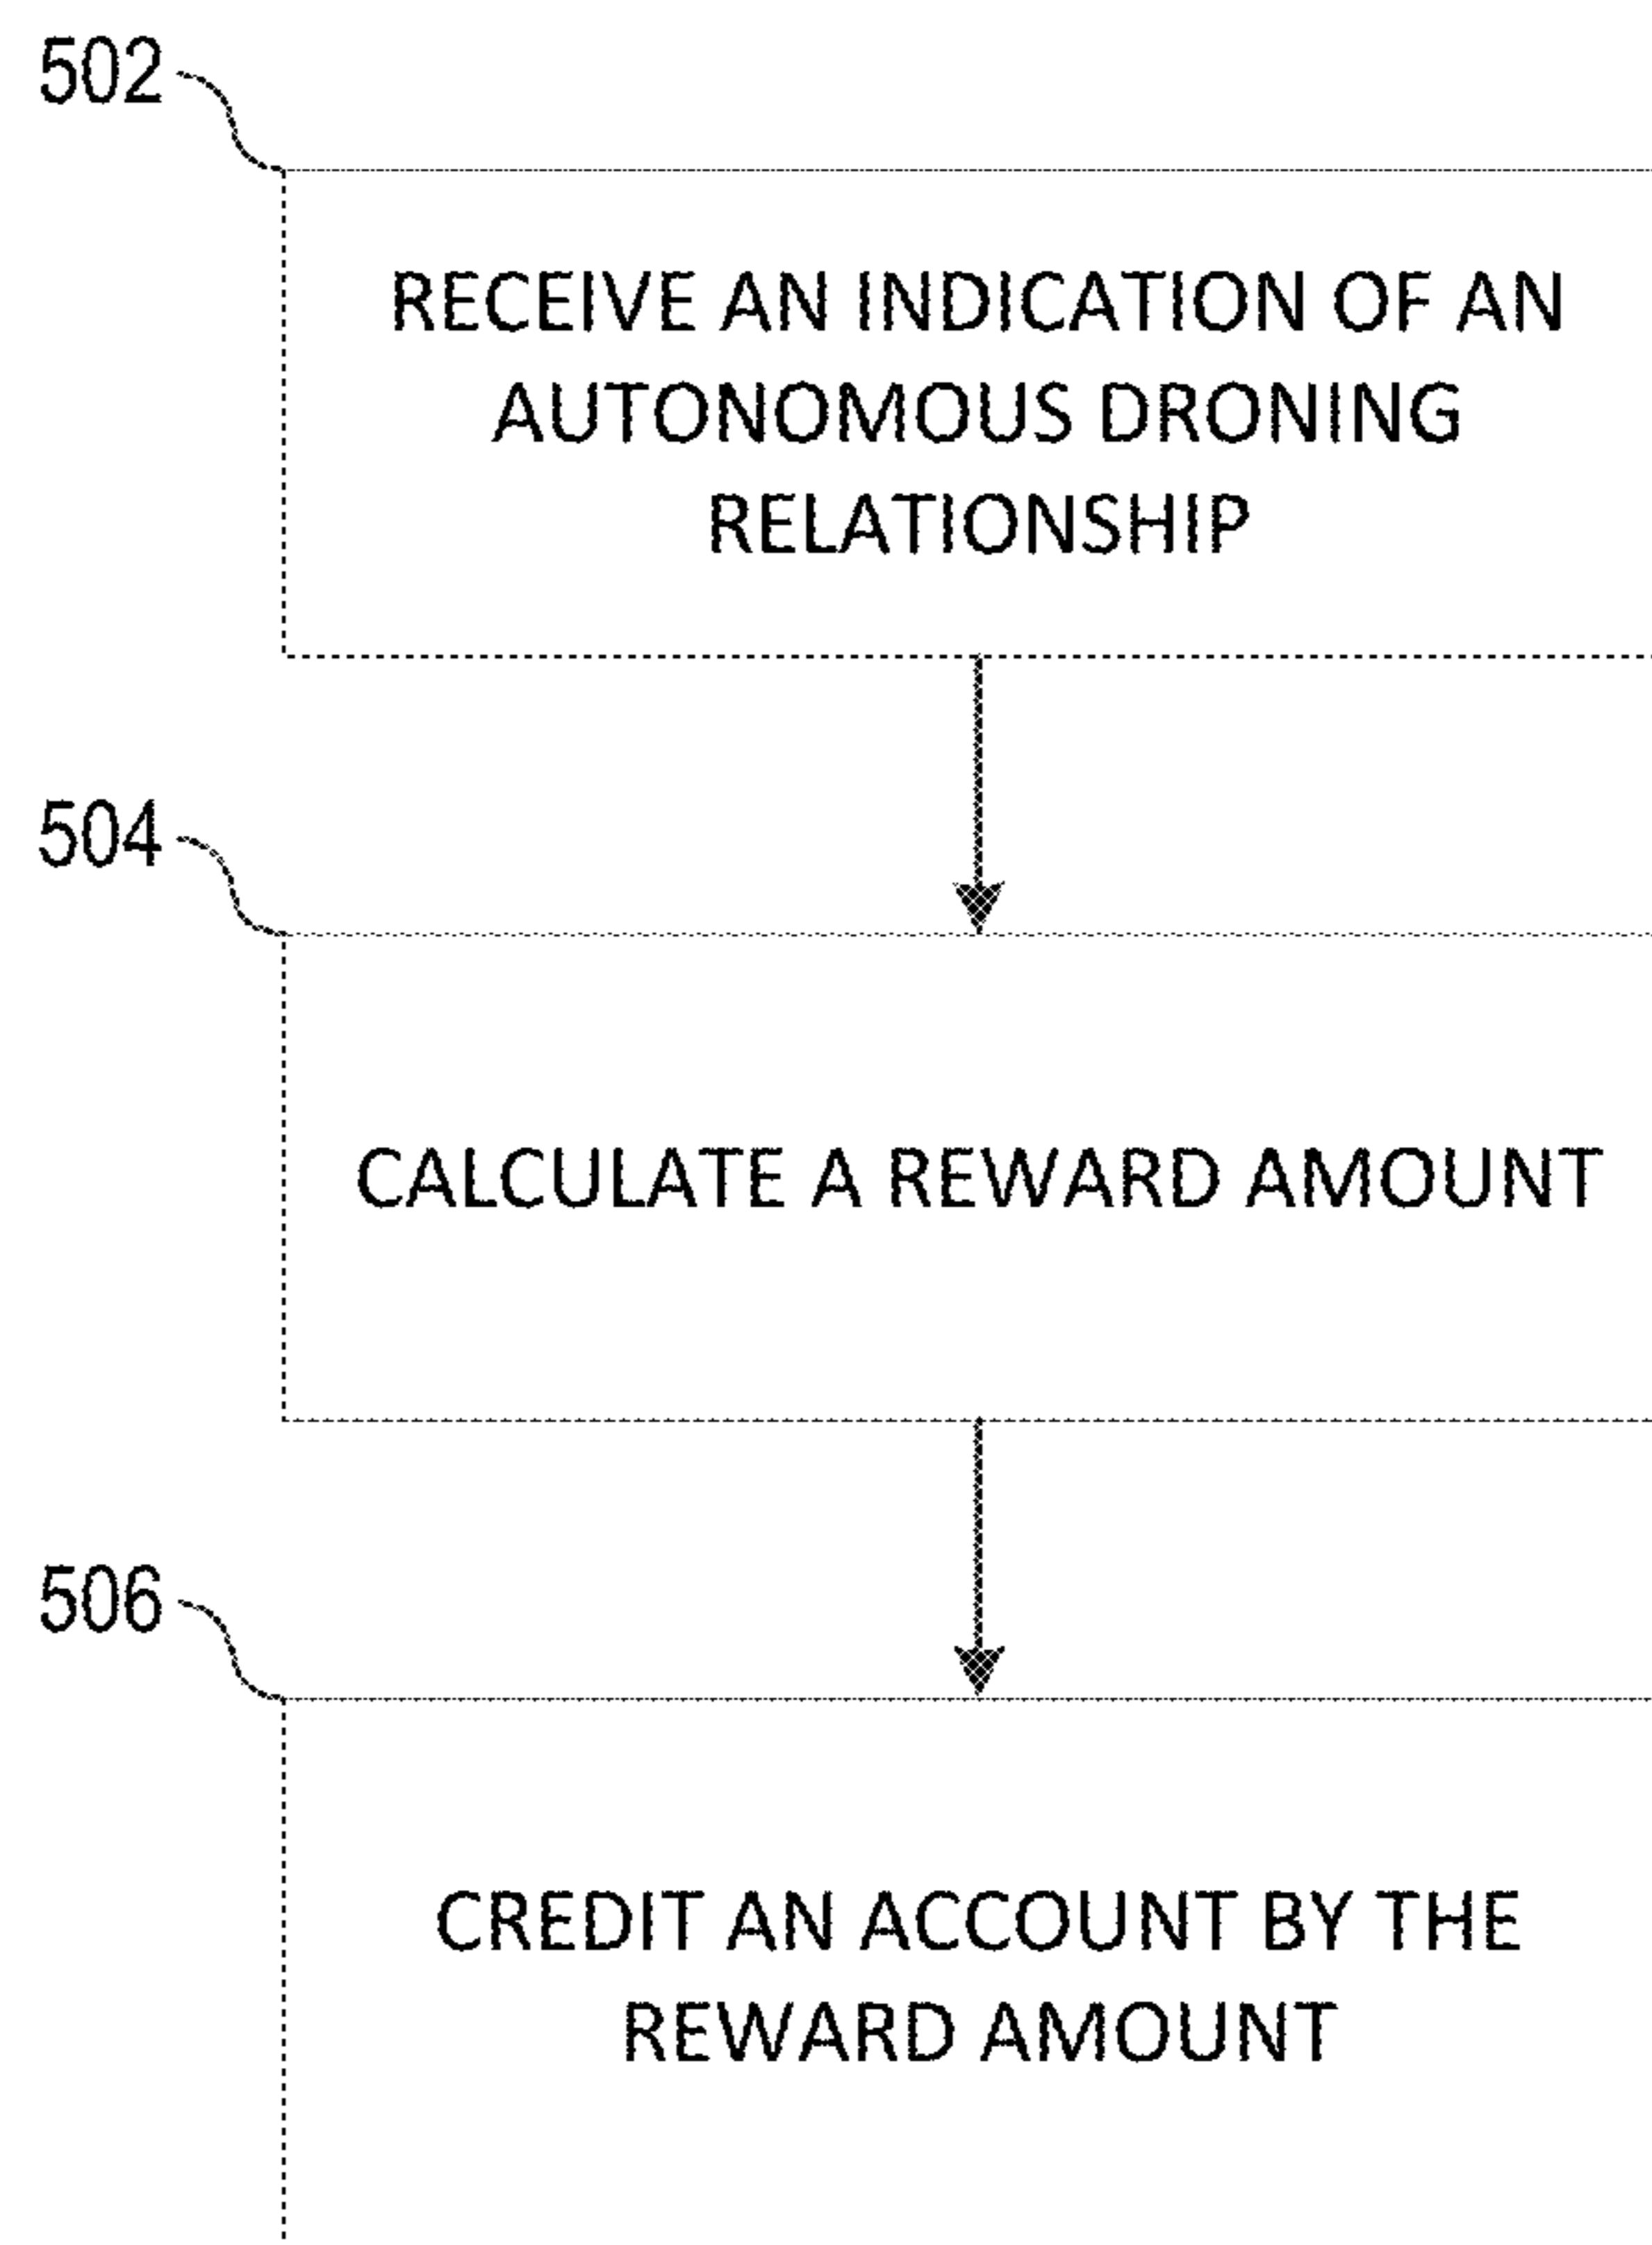 502
RECEIVE AN INDICATION OF AN
AUTONOMOUS DRONING
RELATIONSHIP
504
CALCULATE A REWARD AMOUNT
506
CREDIT AN ACCOUNT BY THE
REWARD AMOUNT